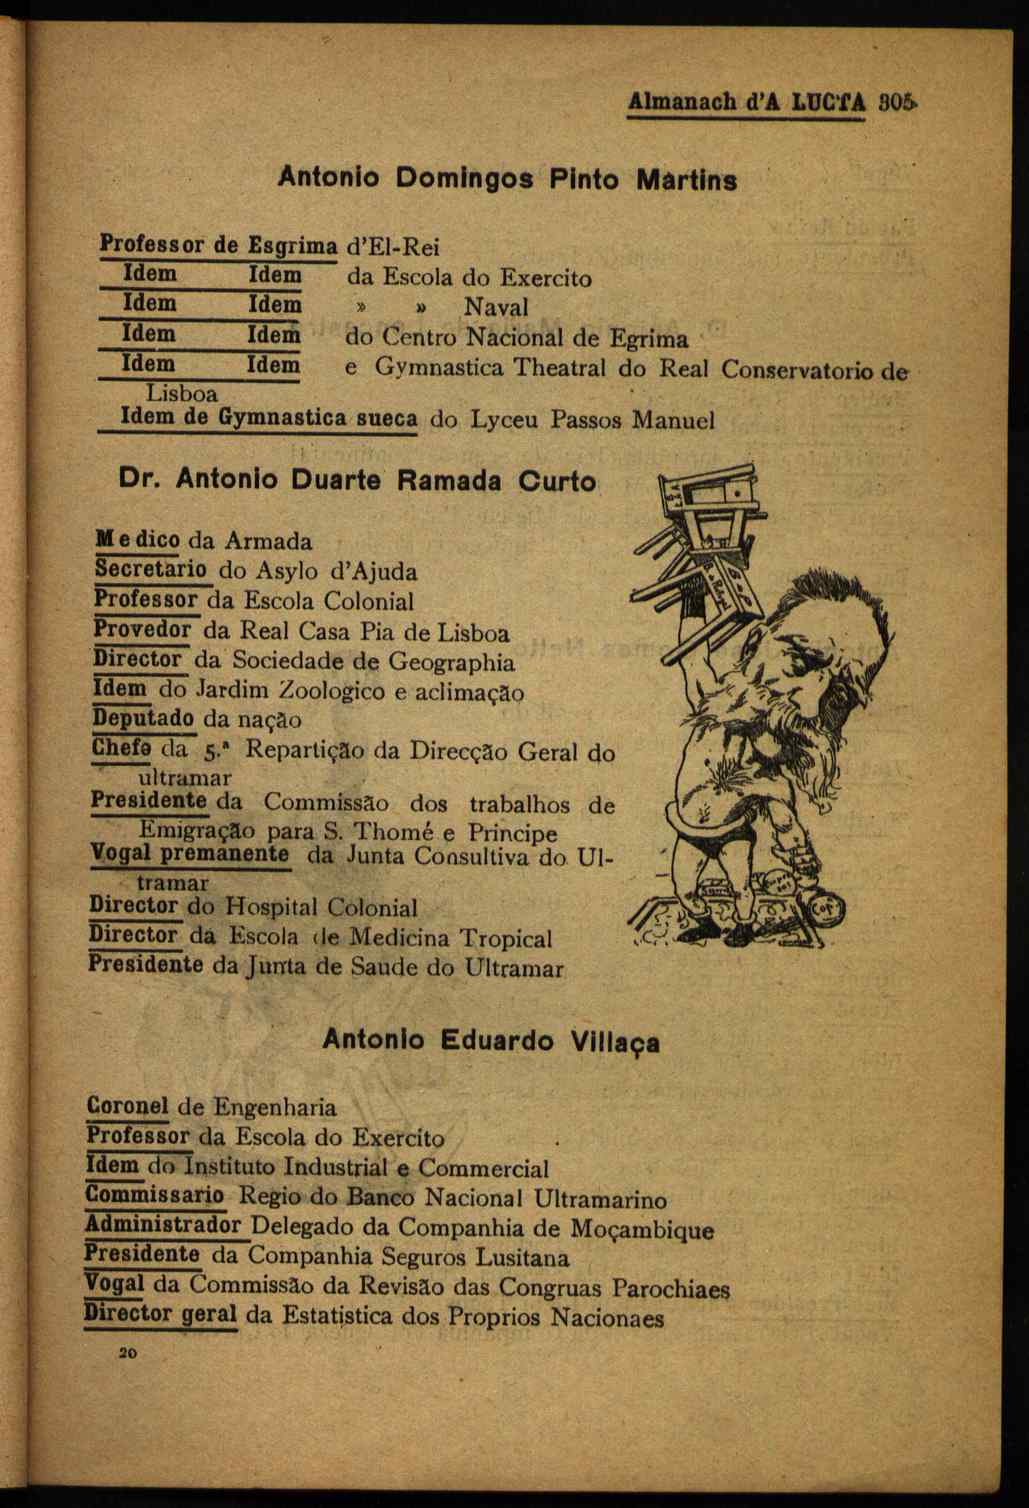 Almanach d'A LUCTA 305
Antonio Domingos Pinto Martins
Professor de Esgrima d'El-Rei
Idem Idem da Escola do Exercito
Idem Idem » » Naval
Idem Idem do Centro Nacional de Egrima
Idem Idem e Gymnastica Theatral do Real Conservatorio de
Lisboa
Idem de Gymnastica sueca do Lyceu Passos Manuel
Dr. Antonio Duarte Ramada Curto
Medico da Armada
Secretario do Asylo d'Ajuda
Professor da Escola Colonial
Provedor da Real Casa Pia de Lisboa
Director da Sociedade de Geographia
Idem do Jardim Zoologico e aclimação
Deputado da nação
Chefe da 5.ª Repartição da Direcção Geral do
ultramar
Presidente da Commissão dos trabalhos de
Emigração para S. Thomé e Principe
Vogal premanente da Junta Consultiva do Ul-
tramar
Director do Hospital Colonial
Director da Escola de Medicina Tropical
Presidente da Junta de Saude do Ultramar
Antonio Eduardo Villaça
Coronel de Engenharia
Professor da Escola do Exercito
Idem do Instituto Industrial e Commercial
Commissario Regio do Banco Nacional Ultramarino
Administrador Delegado da Companhia de Moçambique
Presidente da Companhia Seguros Lusitana
Vogal da Commissão da Revisão das Congruas Parochiaes
Director geral da Estatistica dos Proprios Nacionaes
20